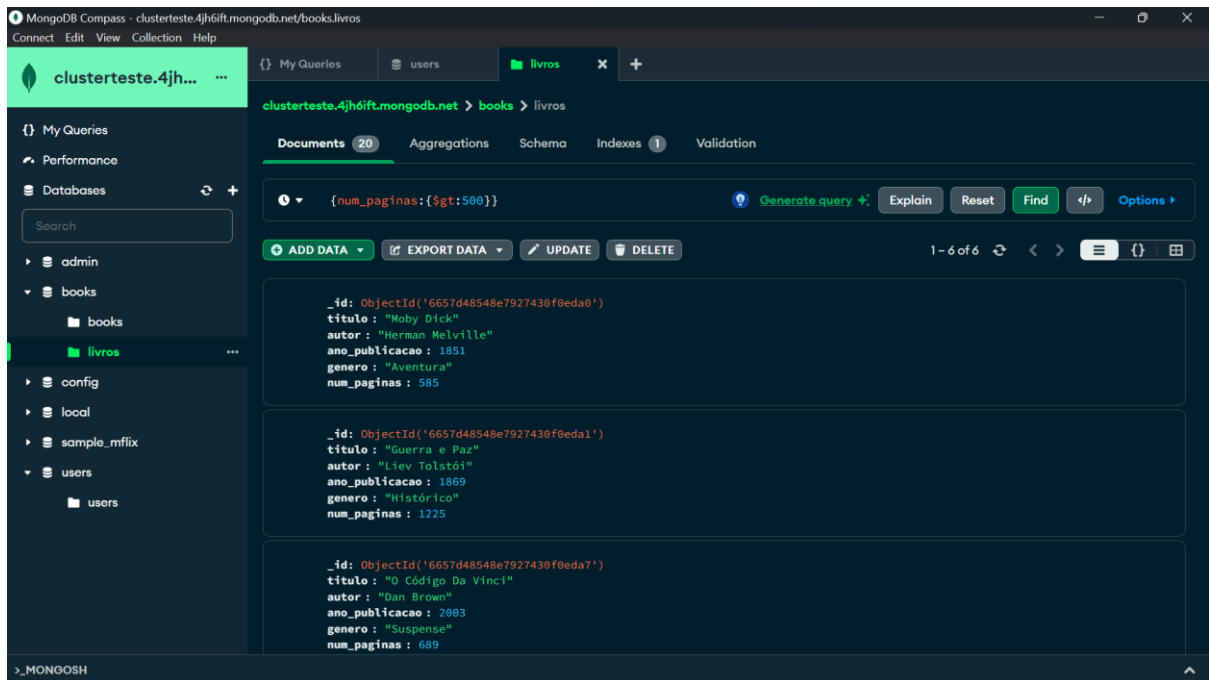 MongoDB Compass - clusterteste.4jh6ift.mongodb.net/books.livros
Connect Edit View Collection Help
clusterteste.4jh... ...
{} My Queries
Performance
Databases
Search
admin
books
books
livros ...
config
local
sample_mflix
users
users
{} My Queries
users
livros
clusterteste.4jh6ift.mongodb.net > books > livros
Documents 20 Aggregations Schema Indexes 1 Validation
{num_paginas:{$gt:500}} Generate query Explain Reset Find </> Options
ADD DATA EXPORT DATA UPDATE DELETE 1 - 6 of 6 {}
_id: ObjectId('6657d48548e7927430f0eda0')
titulo : "Moby Dick"
autor : "Herman Melville"
ano_publicacao : 1851
genero : "Aventura"
num_paginas : 585
_id: ObjectId('6657d48548e7927430f0eda1')
titulo : "Guerra e Paz"
autor : "Liev Tolstói"
ano_publicacao : 1869
genero : "Histórico"
num_paginas : 1225
_id: ObjectId('6657d48548e7927430f0eda7')
titulo : "O Código Da Vinci"
autor : "Dan Brown"
ano_publicacao : 2003
genero : "Suspense"
num_paginas : 689
>_MONGOSH